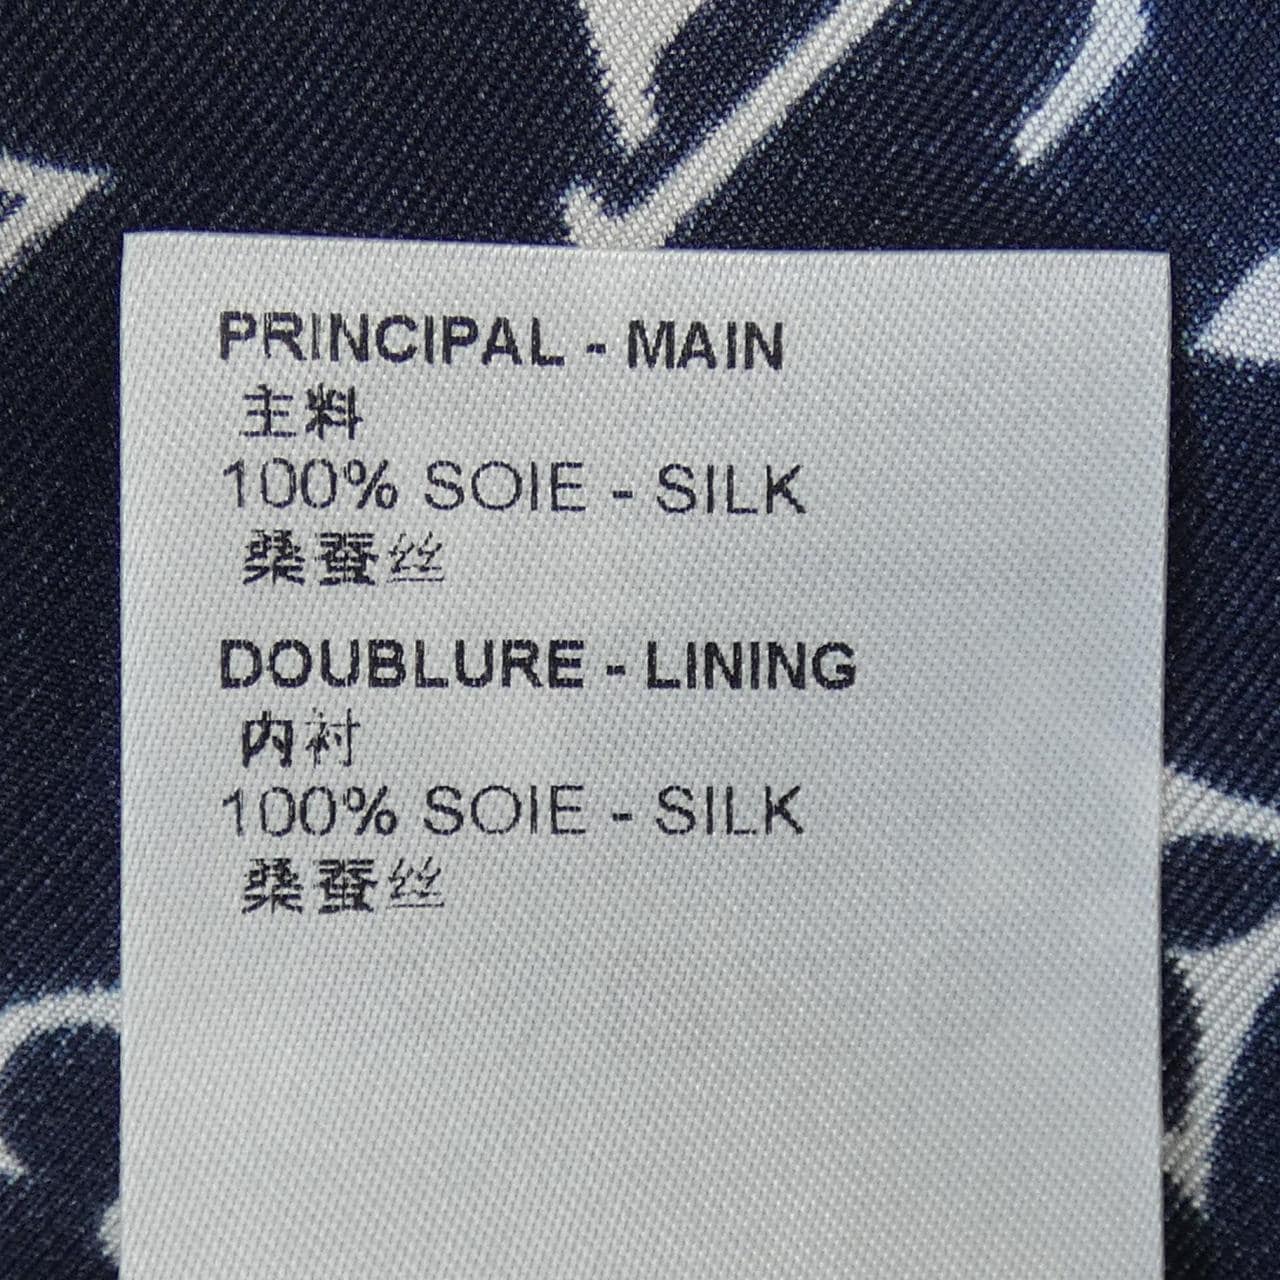 PRINCIPAL - MAIN
主料
100% SOIE - SILK
桑蚕丝
DOUBLURE - LINING
内衬
100% SOIE - SILK
桑蚕丝